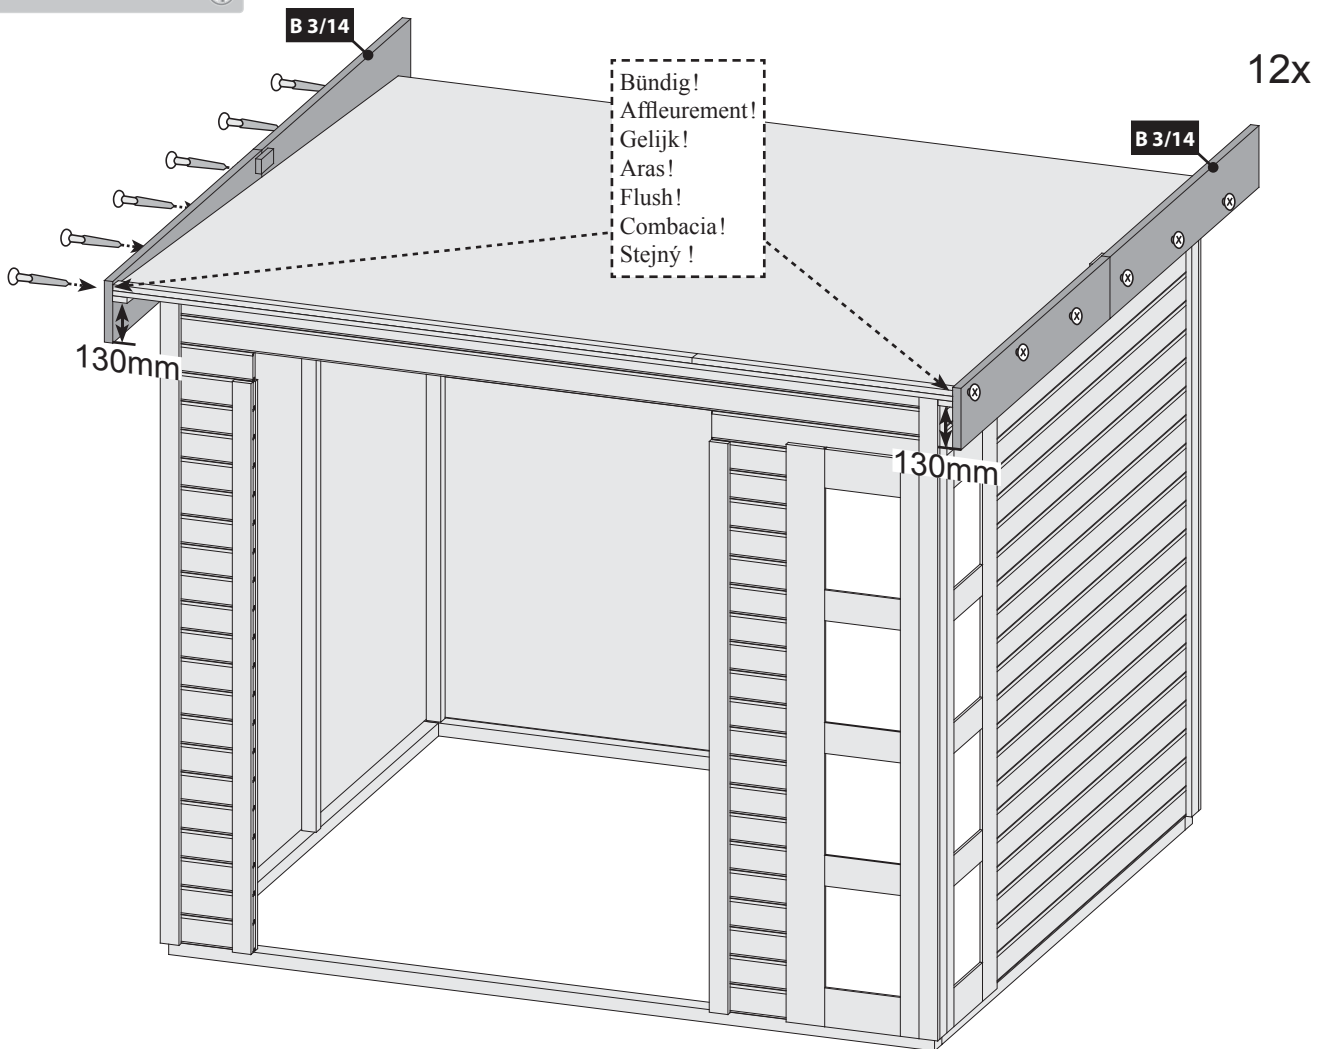 B 3/14
12x
Bündig!
Affleurement!
Gelijk!
Aras!
Flush!
Combacia!
Stejný !
B 3/14
130mm
130mm